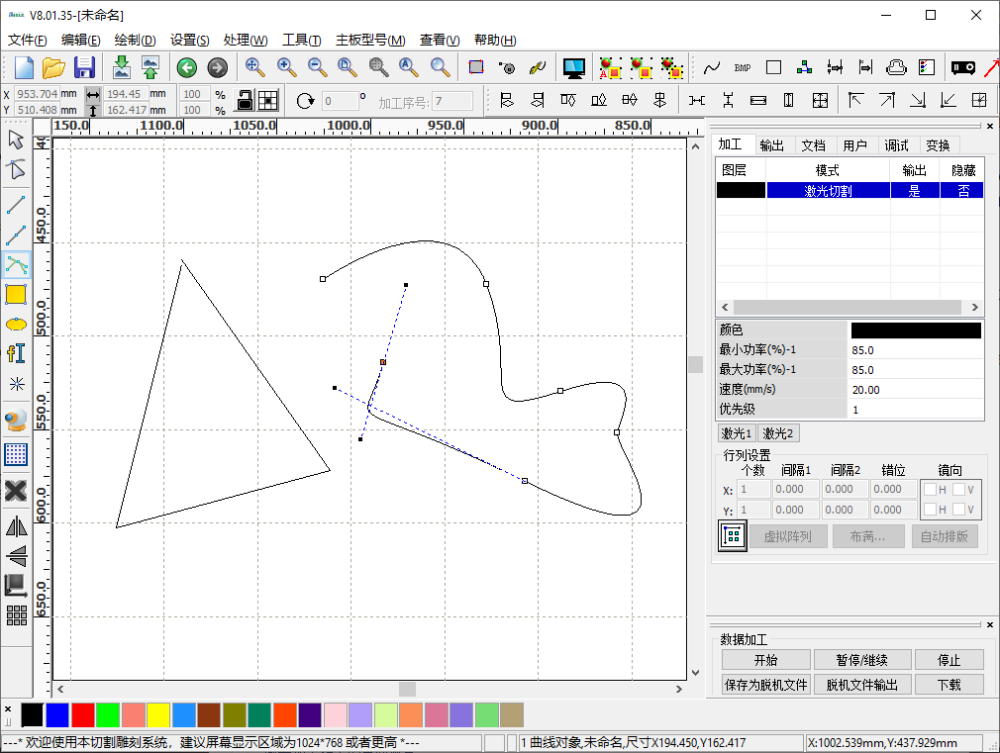 V8.01.35-[未命名]
文件(F) 编辑(E) 绘制(D) 设置(S) 处理(W) 工具(T) 主板型号(M) 查看(V) 帮助(H)
BMP
X 953.704 mm 194.45 mm 100 %
Y 510.408 mm 162.417 mm 100 %
0 °
加工序号: 7
1150.0 1100.0 1050.0 1000.0 950.0 900.0 850.0
450.0
500.0
550.0
600.0
650.0
加工 输出 文档 用户 调试 变换
图层 模式 输出 隐藏
激光切割 是 否
颜色
最小功率(%)-1 85.0
最大功率(%)-1 85.0
速度(mm/s) 20.00
优先级 1
激光1 激光2
行列设置
个数 间隔1 间隔2 错位 镜向
X: 1 0.000 0.000 0.000 H V
Y: 1 0.000 0.000 0.000 H V
虚拟阵列 布满... 自动排版
数据加工
开始 暂停/继续 停止
保存为脱机文件 脱机文件输出 下载
---* 欢迎使用本切割雕刻系统，建议屏幕显示区域为1024*768 或者更高 *---
1 曲线对象,未命名,尺寸X194.450,Y162.417
X:1002.539mm,Y:437.929mm